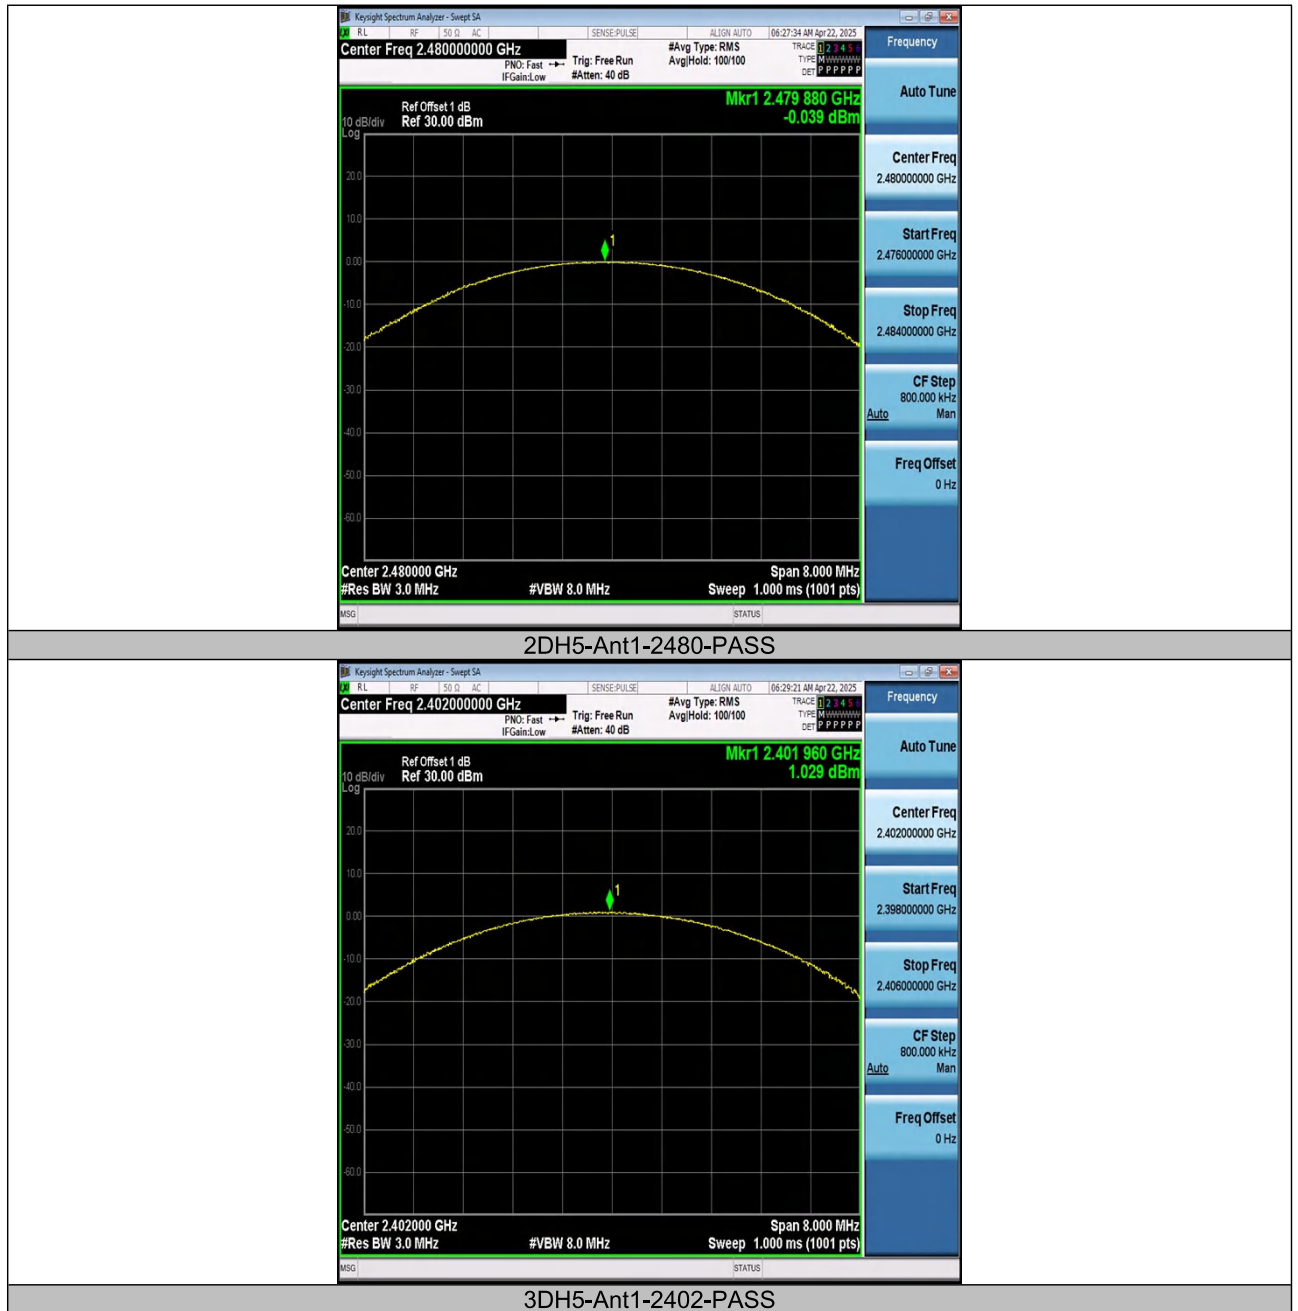 Keysight Spectrum Analyzer - Swept SA
RL RF 50 Ω AC SENSE:PULSE ALIGN AUTO 06:27:34 AM Apr 22, 2025
Center Freq 2.480000000 GHz
PNO: Fast
IFGain:Low
Trig: Free Run
#Atten: 40 dB
#Avg Type: RMS
Avg|Hold: 100/100
TRACE 1 2 3 4 5 6
TYPE M WWWWW
DET P P P P P P
Frequency
Auto Tune
Center Freq
2.480000000 GHz
Start Freq
2.476000000 GHz
Stop Freq
2.484000000 GHz
CF Step
800.000 kHz
Auto Man
Freq Offset
0 Hz
Mkr1 2.479 880 GHz
-0.039 dBm
Ref Offset 1 dB
10 dB/div Ref 30.00 dBm
Log
20.0
10.0
0.00
-10.0
-20.0
-30.0
-40.0
-50.0
-60.0
1
Center 2.480000 GHz Span 8.000 MHz
#Res BW 3.0 MHz #VBW 8.0 MHz Sweep 1.000 ms (1001 pts)
MSG STATUS
2DH5-Ant1-2480-PASS
Keysight Spectrum Analyzer - Swept SA
RL RF 50 Ω AC SENSE:PULSE ALIGN AUTO 06:29:21 AM Apr 22, 2025
Center Freq 2.402000000 GHz
PNO: Fast
IFGain:Low
Trig: Free Run
#Atten: 40 dB
#Avg Type: RMS
Avg|Hold: 100/100
TRACE 1 2 3 4 5 6
TYPE M WWWWW
DET P P P P P P
Frequency
Auto Tune
Center Freq
2.402000000 GHz
Start Freq
2.398000000 GHz
Stop Freq
2.406000000 GHz
CF Step
800.000 kHz
Auto Man
Freq Offset
0 Hz
Mkr1 2.401 960 GHz
1.029 dBm
Ref Offset 1 dB
10 dB/div Ref 30.00 dBm
Log
20.0
10.0
0.00
-10.0
-20.0
-30.0
-40.0
-50.0
-60.0
1
Center 2.402000 GHz Span 8.000 MHz
#Res BW 3.0 MHz #VBW 8.0 MHz Sweep 1.000 ms (1001 pts)
MSG STATUS
3DH5-Ant1-2402-PASS